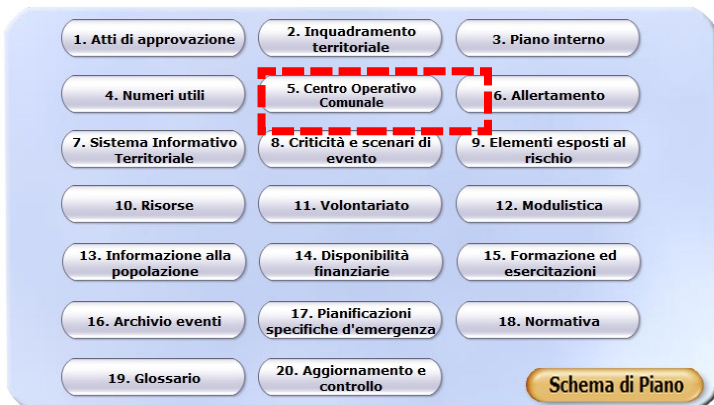 1. Atti di approvazione
2. Inquadramento
territoriale
3. Piano interno
4. Numeri utili
5. Centro Operativo
Comunale
6. Allertamento
7. Sistema Informativo
Territoriale
8. Criticità e scenari di
evento
9. Elementi esposti al
rischio
10. Risorse
11. Volontariato
12. Modulistica
13. Informazione alla
popolazione
14. Disponibilità
finanziarie
15. Formazione ed
esercitazioni
16. Archivio eventi
17. Pianificazioni
specifiche d'emergenza
18. Normativa
19. Glossario
20. Aggiornamento e
controllo
Schema di Piano